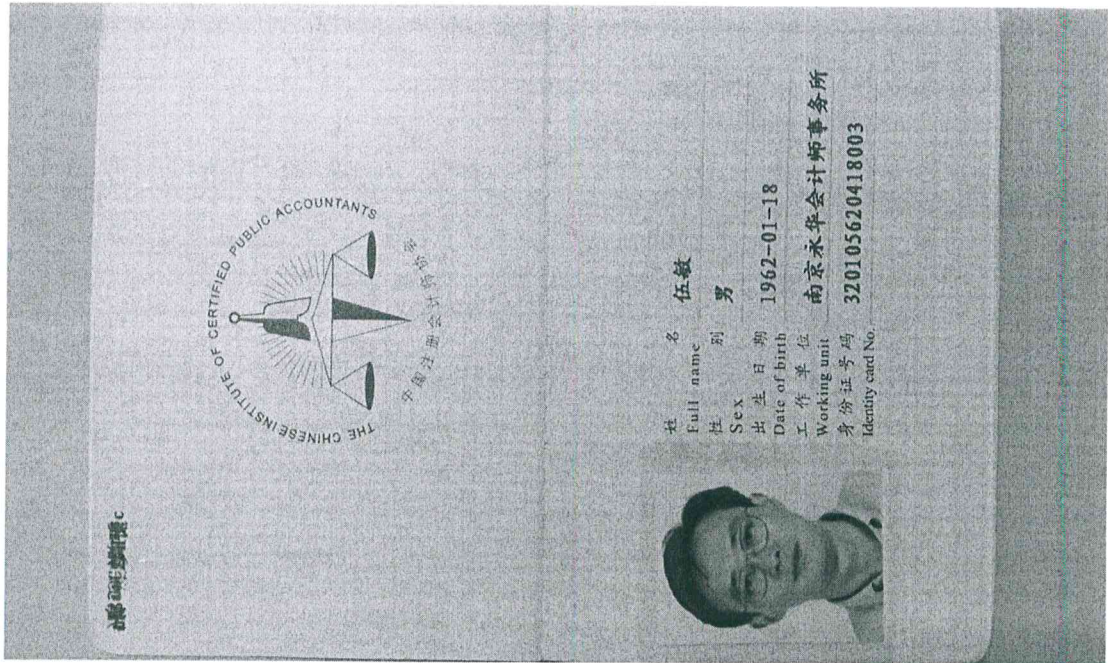 THE CHINESE INSTITUTE OF CERTIFIED PUBLIC ACCOUNTANTS
中国注册会计师协会
姓名 伍敏
Full name
性别 男
Sex
出生日期 1962-01-18
Date of birth
工作单位 南京永华会计师事务所
Working unit
身份证号码 320105620418003
Identity card No.